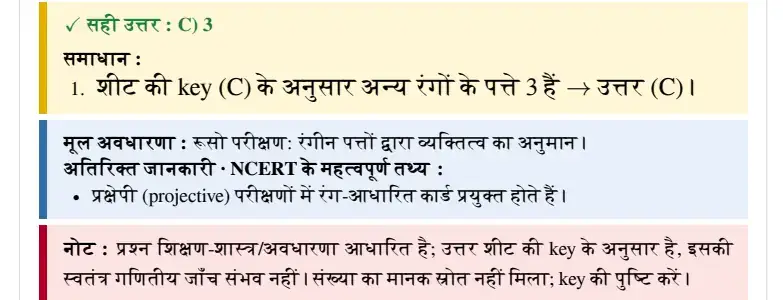 ✓ सही उत्तर : C) 3
समाधान :
1. शीट की key (C) के अनुसार अन्य रंगों के पत्ते 3 हैं → उत्तर (C)।
मूल अवधारणा : रूसो परीक्षण: रंगीन पत्तों द्वारा व्यक्तित्व का अनुमान।
अतिरिक्त जानकारी · NCERT के महत्वपूर्ण तथ्य :
• प्रक्षेपी (projective) परीक्षणों में रंग-आधारित कार्ड प्रयुक्त होते हैं।
नोट : प्रश्न शिक्षण-शास्त्र/अवधारणा आधारित है; उत्तर शीट की key के अनुसार है, इसकी
स्वतंत्र गणितीय जाँच संभव नहीं। संख्या का मानक स्रोत नहीं मिला; key की पुष्टि करें।